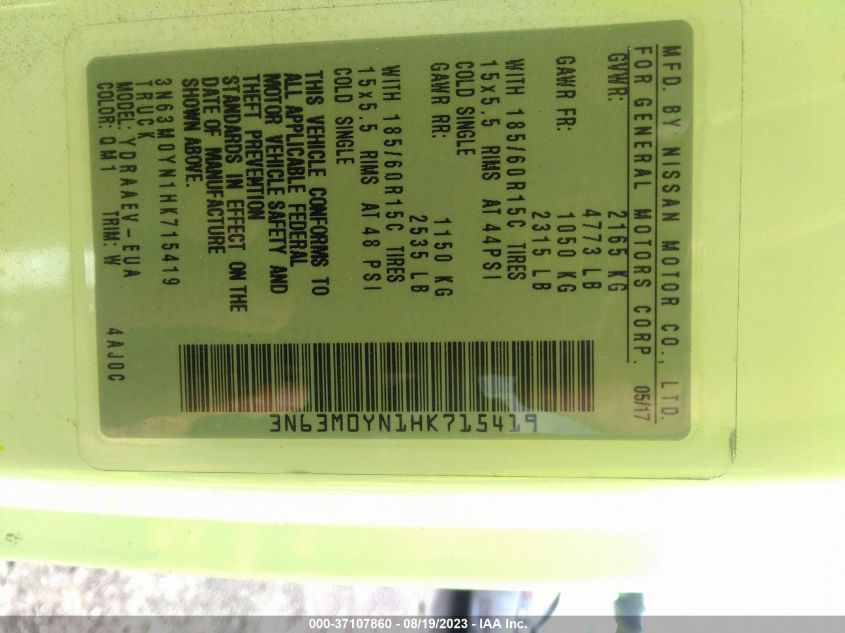 MFD. BY NISSAN MOTOR CO., LTD.
FOR GENERAL MOTORS CORP. 05/17
GVWR: 2165 KG
4773 LB
GAWR FR: 1050 KG
2315 LB
WITH 185/60R15C TIRES
15x5.5 RIMS AT 44PSI
COLD SINGLE
GAWR RR: 1150 KG
2535 LB
WITH 185/60R15C TIRES
15x5.5 RIMS AT 48 PSI
COLD SINGLE
THIS VEHICLE CONFORMS TO
ALL APPLICABLE FEDERAL
MOTOR VEHICLE SAFETY AND
THEFT PREVENTION
STANDARDS IN EFFECT ON THE
DATE OF MANUFACTURE
SHOWN ABOVE.
3N63M0YN1HK715419
TRUCK
MODEL: YDRAAEV-EUA
COLOR: QM1 TRIM: W 4AJ0C
3N63M0YN1HK715419
000-37107860 - 08/19/2023 - IAA Inc.